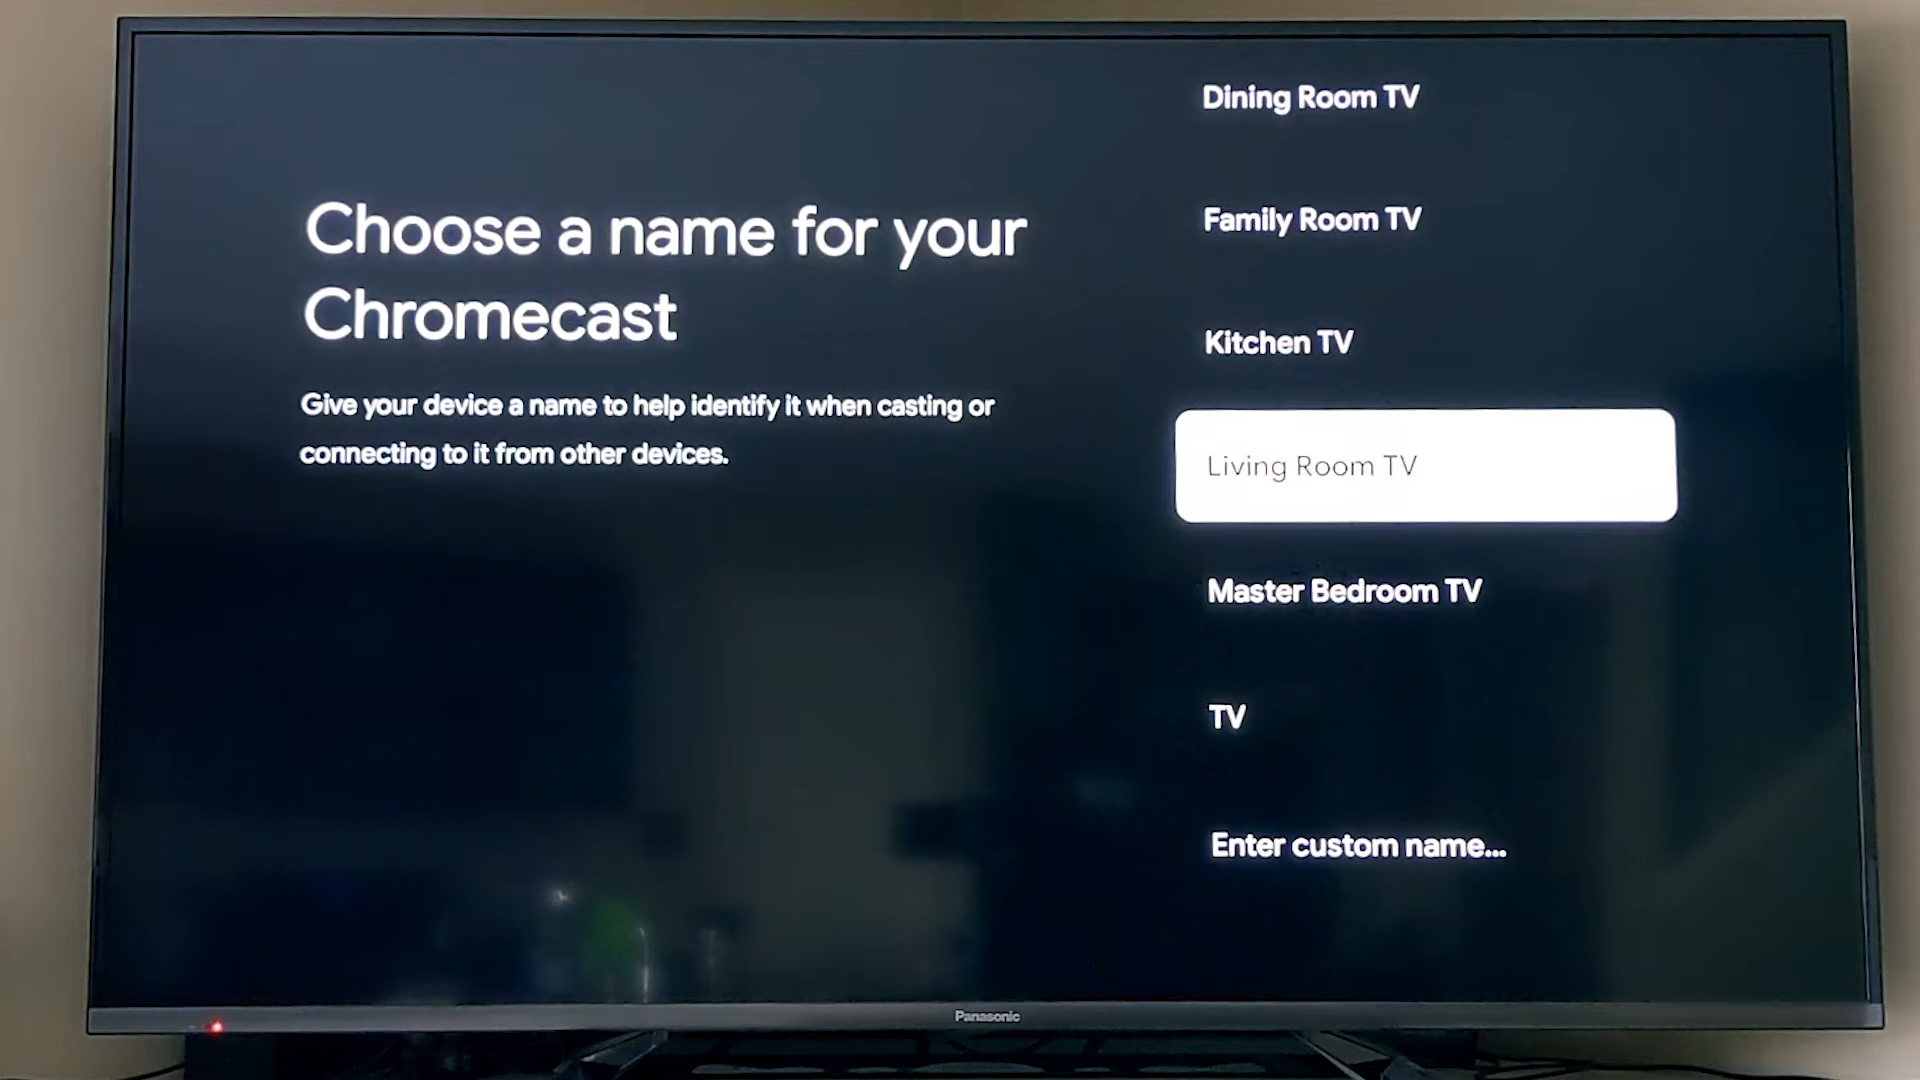 Choose a name for your
Chromecast
Give your device a name to help identify it when casting or
connecting to it from other devices.
Dining Room TV
Family Room TV
Kitchen TV
Living Room TV
Master Bedroom TV
TV
Enter custom name...
Panasonic